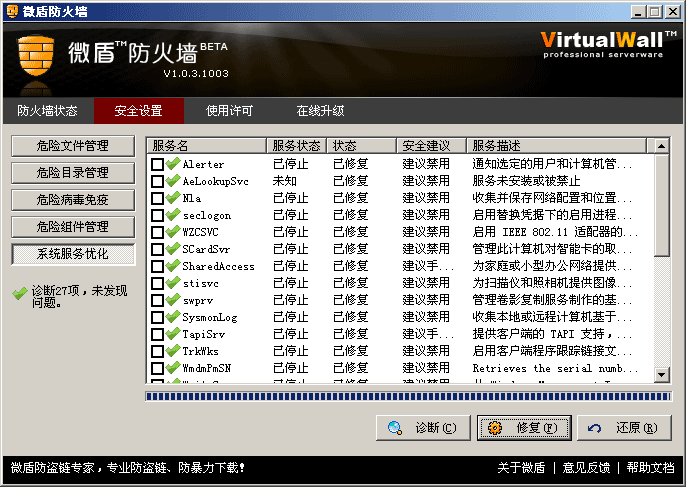 微盾防火墙
微盾™防火墙BETA
V1.0.3.1003
VirtualWall™
professional serverware
防火墙状态 安全设置 使用许可 在线升级
危险文件管理
危险目录管理
危险病毒免疫
危险组件管理
系统服务优化
诊断27项，未发现
问题。
服务名 服务状态 状态 安全建议 服务描述
Alerter 已停止 已修复 建议禁用 通知选定的用户和计算机管...
AeLookupSvc 未知 已修复 建议禁用 服务未安装或被禁止
Nla 已停止 已修复 建议禁用 收集并保存网络配置和位置...
seclogon 已停止 已修复 建议禁用 启用替换凭据下的启用进程...
WZCSVC 已停止 已修复 建议禁用 启用 IEEE 802.11 适配器的...
SCardSvr 已停止 已修复 建议禁用 管理此计算机对智能卡的取...
SharedAccess 已停止 已修复 建议手... 为家庭或小型办公网络提供...
stisvc 已停止 已修复 建议禁用 为扫描仪和照相机提供图像...
swprv 已停止 已修复 建议禁用 管理卷影复制服务制作的基...
SysmonLog 已停止 已修复 建议禁用 收集本地或远程计算机基于...
TapiSrv 已停止 已修复 建议手... 提供客户端的 TAPI 支持，...
TrkWks 已停止 已修复 建议禁用 启用客户端程序跟踪链接文...
WmdmPmSN 已停止 已修复 建议禁用 Retrieves the serial numb...
诊断(C) 修复(F) 还原(R)
微盾防盗链专家，专业防盗链、防暴力下载！
关于微盾 | 意见反馈 | 帮助文档